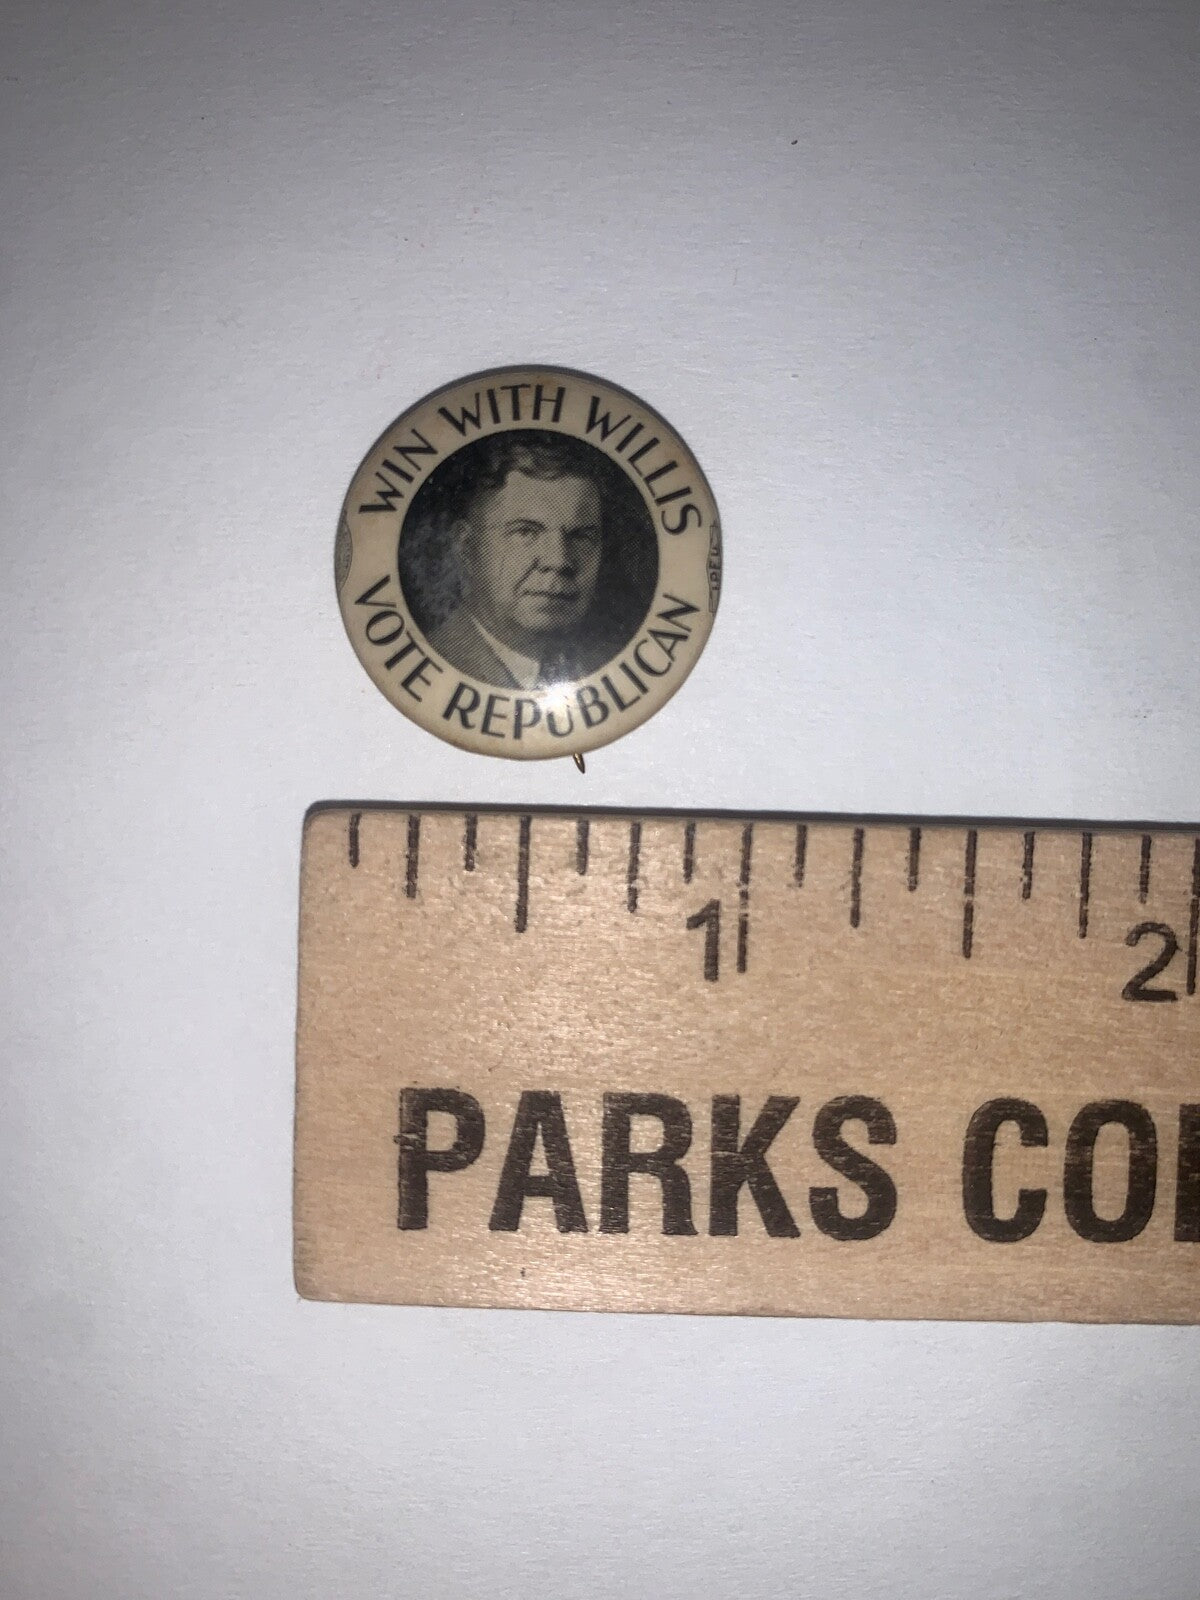 WIN WITH WILLIS
VOTE REPUBLICAN
1 2
PARKS CO